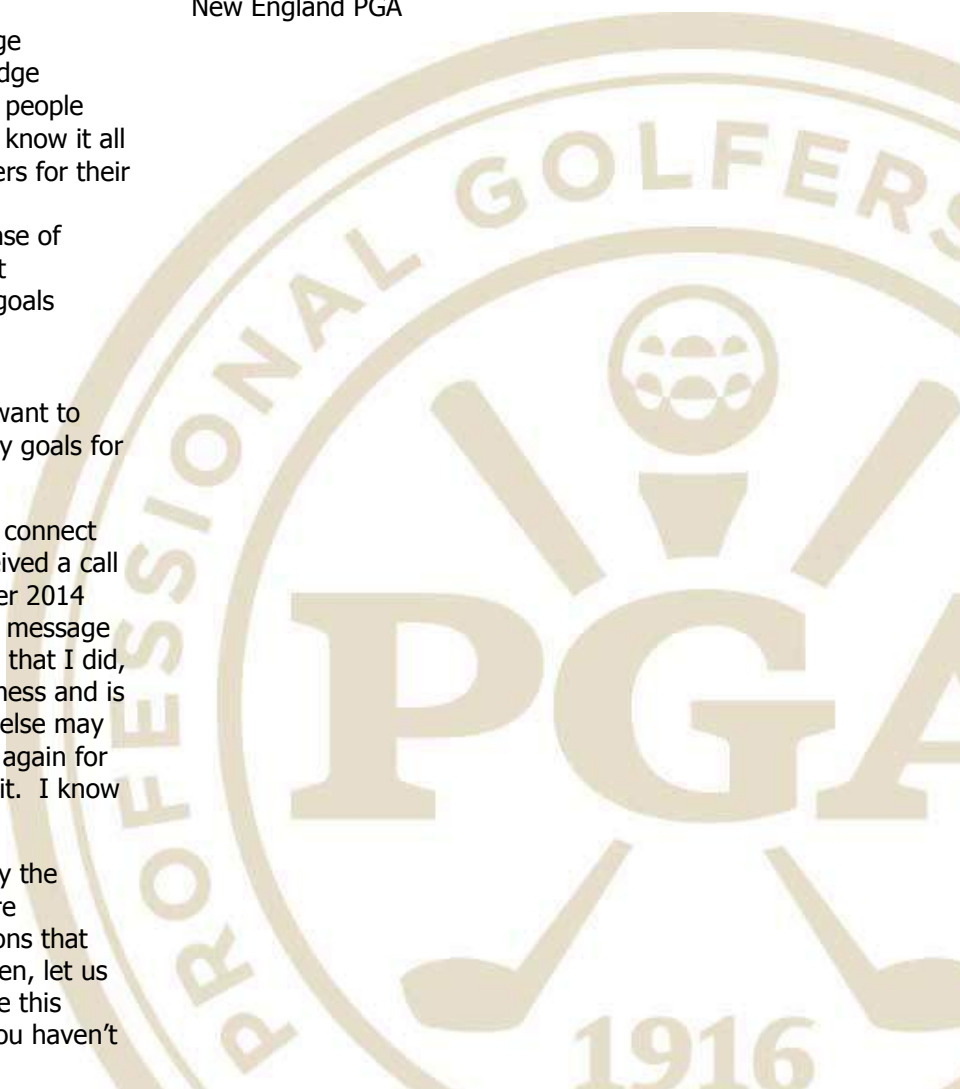 New England PGA
ge
dge
people
know it all
ers for their
nse of
t
goals
want to
y goals for
connect
ived a call
er 2014
message
that I did,
ness and is
else may
again for
it.  I know
y the
re
ons that
en, let us
e this
ou haven’t
PROFESSIONAL GOLFERS
PGA
1916